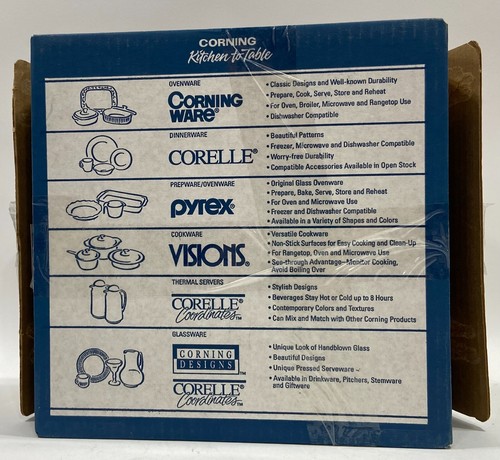 CORNING
Kitchen to Table
OVENWARE
CORNING
WARE®
• Classic Designs and Well-known Durability
• Prepare, Cook, Serve, Store and Reheat
• For Oven, Broiler, Microwave and Rangetop Use
• Dishwasher Compatible
DINNERWARE
CORELLE®
• Beautiful Patterns
• Freezer, Microwave and Dishwasher Compatible
• Worry-free Durability
• Compatible Accessories Available in Open Stock
PREPWARE/OVENWARE
PYREX®
• Original Glass Ovenware
• Prepare, Bake, Serve, Store and Reheat
• For Oven and Microwave Use
• Freezer and Dishwasher Compatible
• Available in a Variety of Shapes and Colors
COOKWARE
VISIONS®
• Versatile Cookware
• Non-Stick Surfaces for Easy Cooking and Clean-Up
• For Rangetop, Oven and Microwave Use
• See-through Advantage—Monitor Cooking,
Avoid Boiling Over
THERMAL SERVERS
CORELLE®
Coordinates™
• Stylish Designs
• Beverages Stay Hot or Cold up to 8 Hours
• Contemporary Colors and Textures
• Can Mix and Match with Other Corning Products
GLASSWARE
CORNING
DESIGNS™
CORELLE®
Coordinates™
• Unique Look of Handblown Glass
• Beautiful Designs
• Unique Pressed Serveware
• Available in Drinkware, Pitchers, Stemware
and Giftware